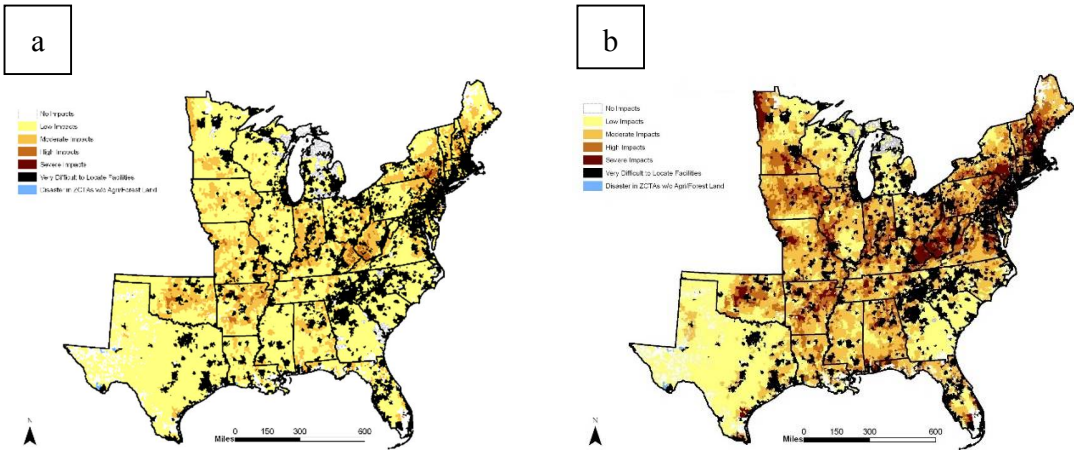 a
No Impacts
Low Impacts
Moderate Impacts
High Impacts
Severe Impacts
Very Difficult to Locate Facilities
Disaster in ZCTAs w/o Agri/Forest Land
N
0 150 300 600
Miles
b
No Impacts
Low Impacts
Moderate Impacts
High Impacts
Severe Impacts
Very Difficult to Locate Facilities
Disaster in ZCTAs w/o Agri/Forest Land
N
0 150 300 600
Miles